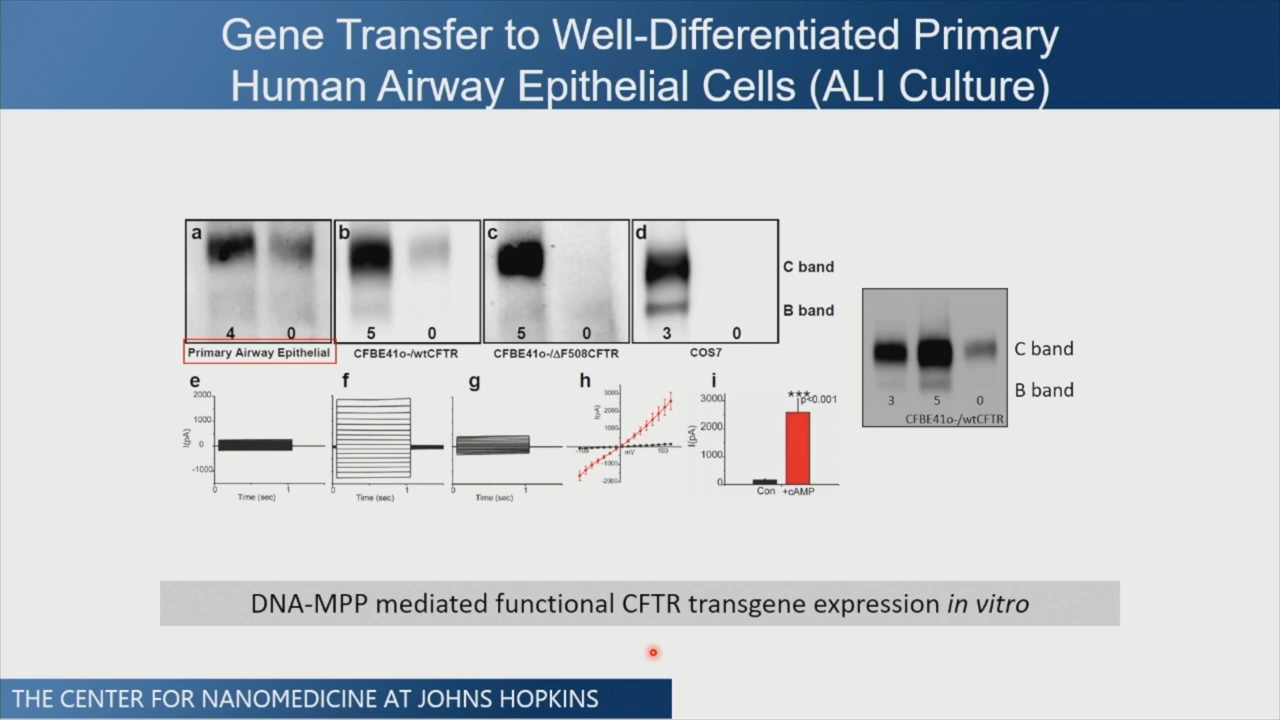 Gene Transfer to Well-Differentiated Primary
Human Airway Epithelial Cells (ALI Culture)
a
b
c
d
C band
B band
4 0
5 0
5 0
3 0
Primary Airway Epithelial
CFBE41o-/wtCFTR
CFBE41o-/ΔF508CFTR
COS7
C band
B band
3 5 0
CFBE41o-/wtCFTR
e
f
g
h
i
I(pA)
2000
1000
0
-1000
0 1
Time (sec)
0 1
Time (sec)
0 1
Time (sec)
I(pA)
3000
2000
1000
-100
mV
100
-1000
-2000
I(pA)
3000
2000
1000
0
***
p<0.001
Con +cAMP
DNA-MPP mediated functional CFTR transgene expression in vitro
THE CENTER FOR NANOMEDICINE AT JOHNS HOPKINS